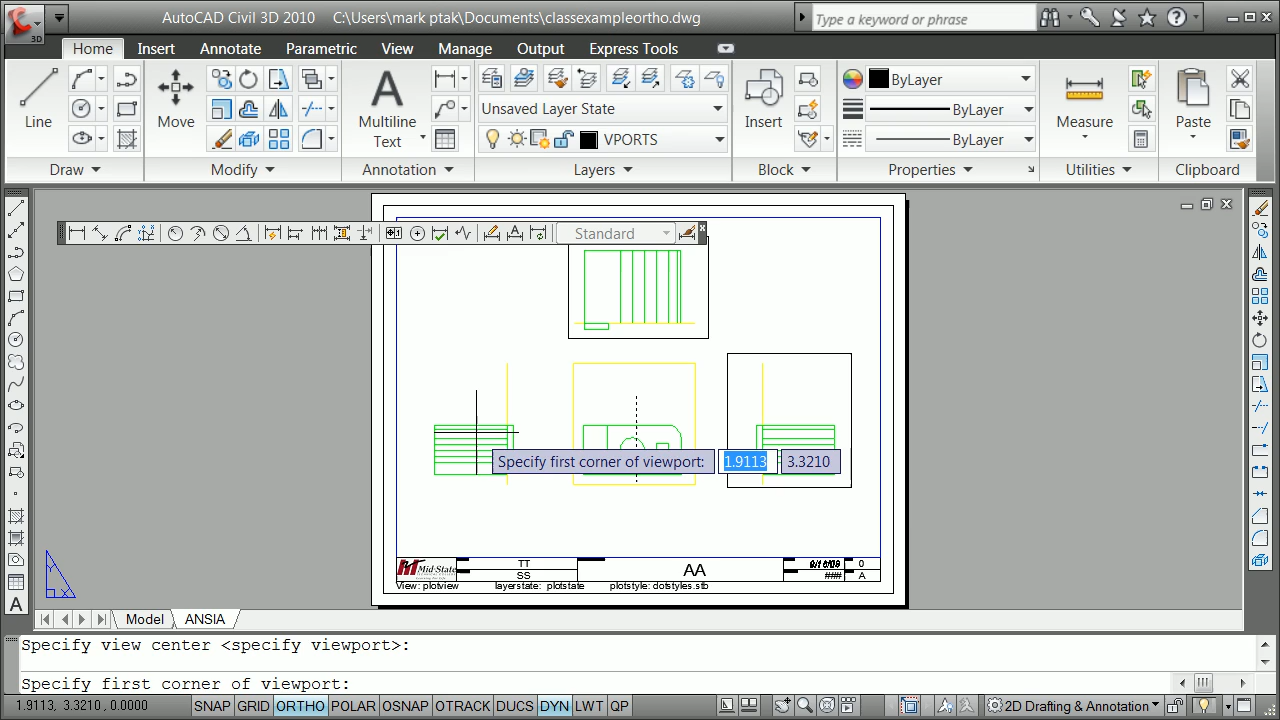 AutoCAD Civil 3D 2010 C:\Users\mark ptak\Documents\classexampleortho.dwg
Type a keyword or phrase
3D
Home Insert Annotate Parametric View Manage Output Express Tools
Line
Move
Multiline
Text
Unsaved Layer State
VPORTS
Insert
ByLayer
ByLayer
ByLayer
Measure
Paste
Draw Modify Annotation Layers Block Properties Utilities Clipboard
Standard
Specify first corner of viewport: 1.9113 3.3210
Mid-State
TT
SS
AA
0
###
A
View: plotview layerstate: plotstate plotstyle: dotstyles.stb
Model ANSIA
Specify view center <specify viewport>:
Specify first corner of viewport:
1.9113, 3.3210, 0.0000 SNAP GRID ORTHO POLAR OSNAP OTRACK DUCS DYN LWT QP 2D Drafting & Annotation